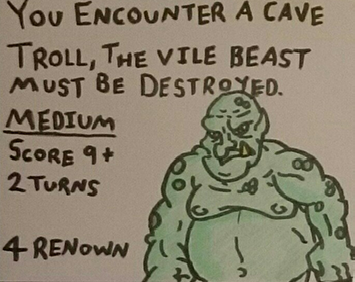 You Encounter a Cave
Troll, The vile beast
must be Destroyed.
Medium
Score 9+
2 Turns
4 Renown